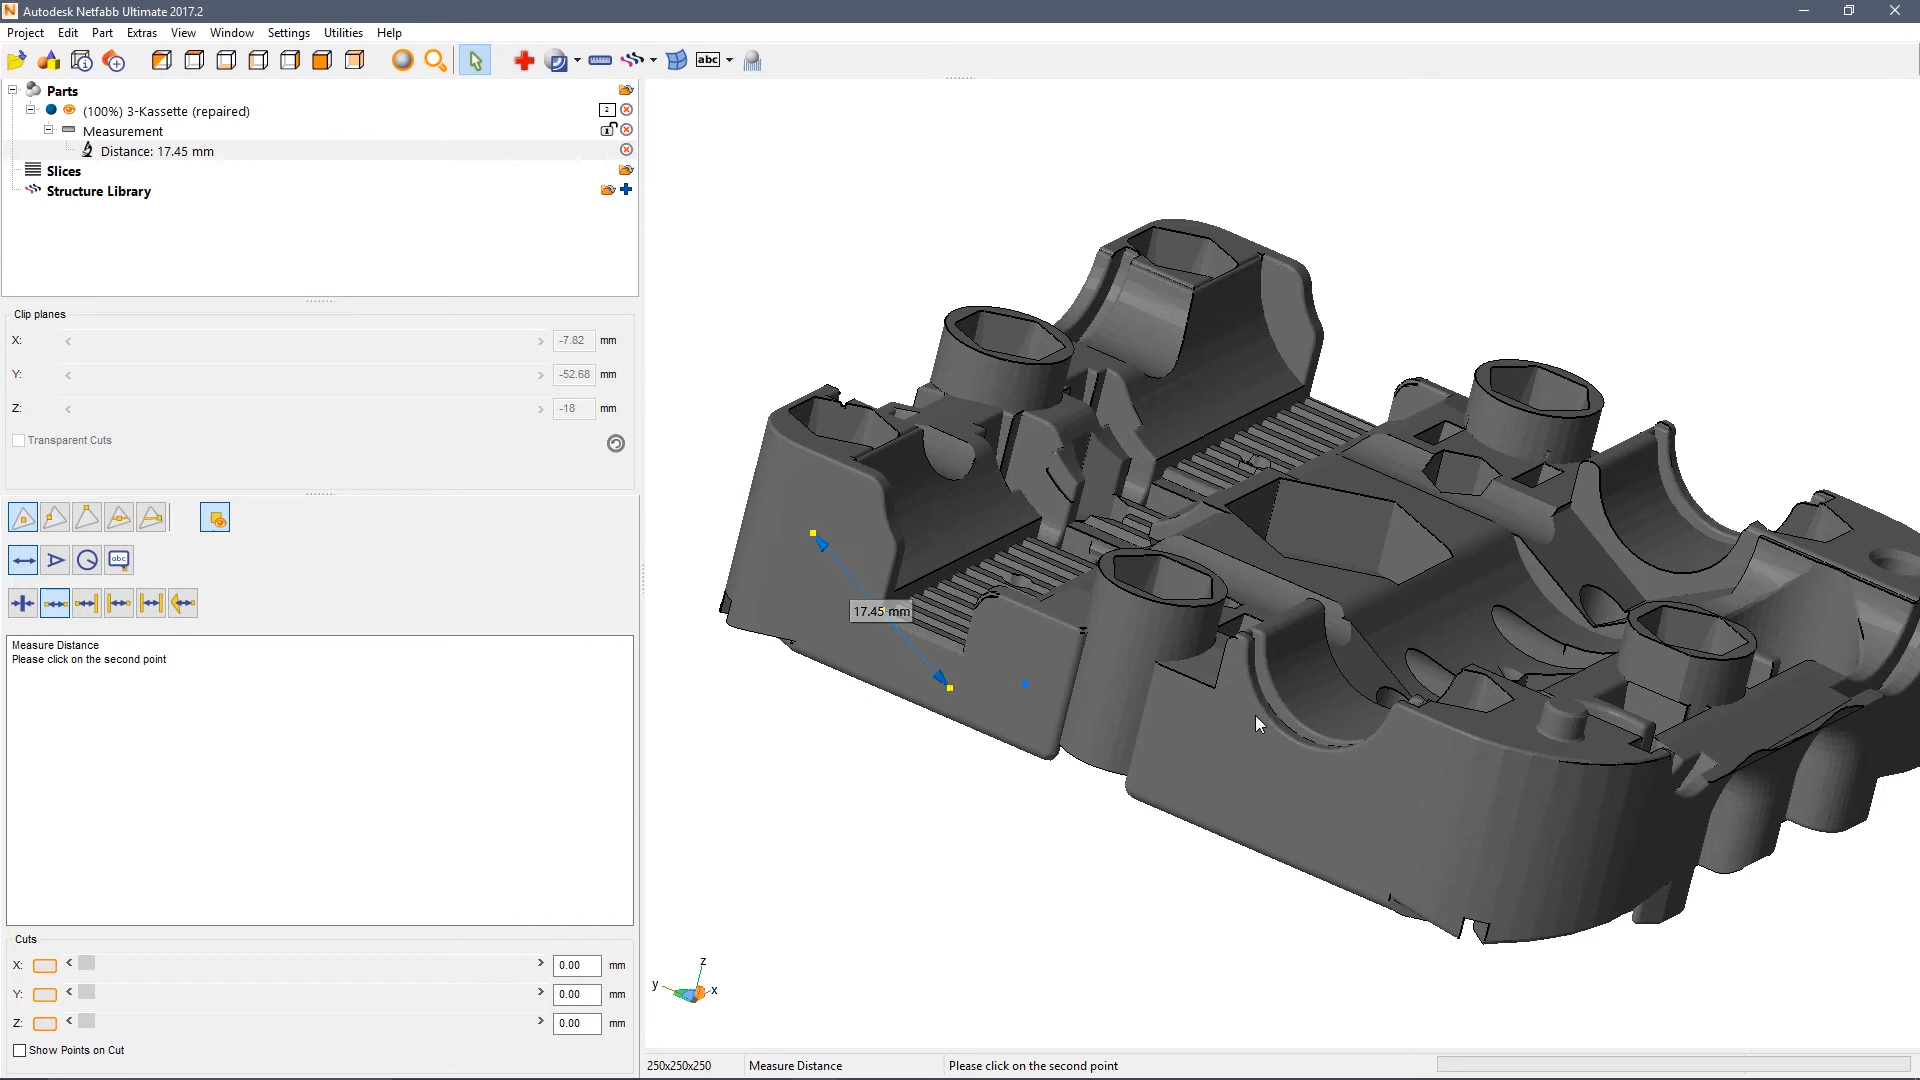 Autodesk Netfabb Ultimate 2017.2
Project Edit Part Extras View Window Settings Utilities Help
abc
Parts
(100%) 3-Kassette (repaired)
2
Measurement
Distance: 17.45 mm
Slices
Structure Library
Clip planes
X: < > -7.82 mm
Y: < > -52.68 mm
Z: < > -18 mm
Transparent Cuts
abc
Measure Distance
Please click on the second point
Cuts
X: < > 0.00 mm
Y: < > 0.00 mm
Z: < > 0.00 mm
Show Points on Cut
17.45 mm
z
y
x
250x250x250 Measure Distance Please click on the second point